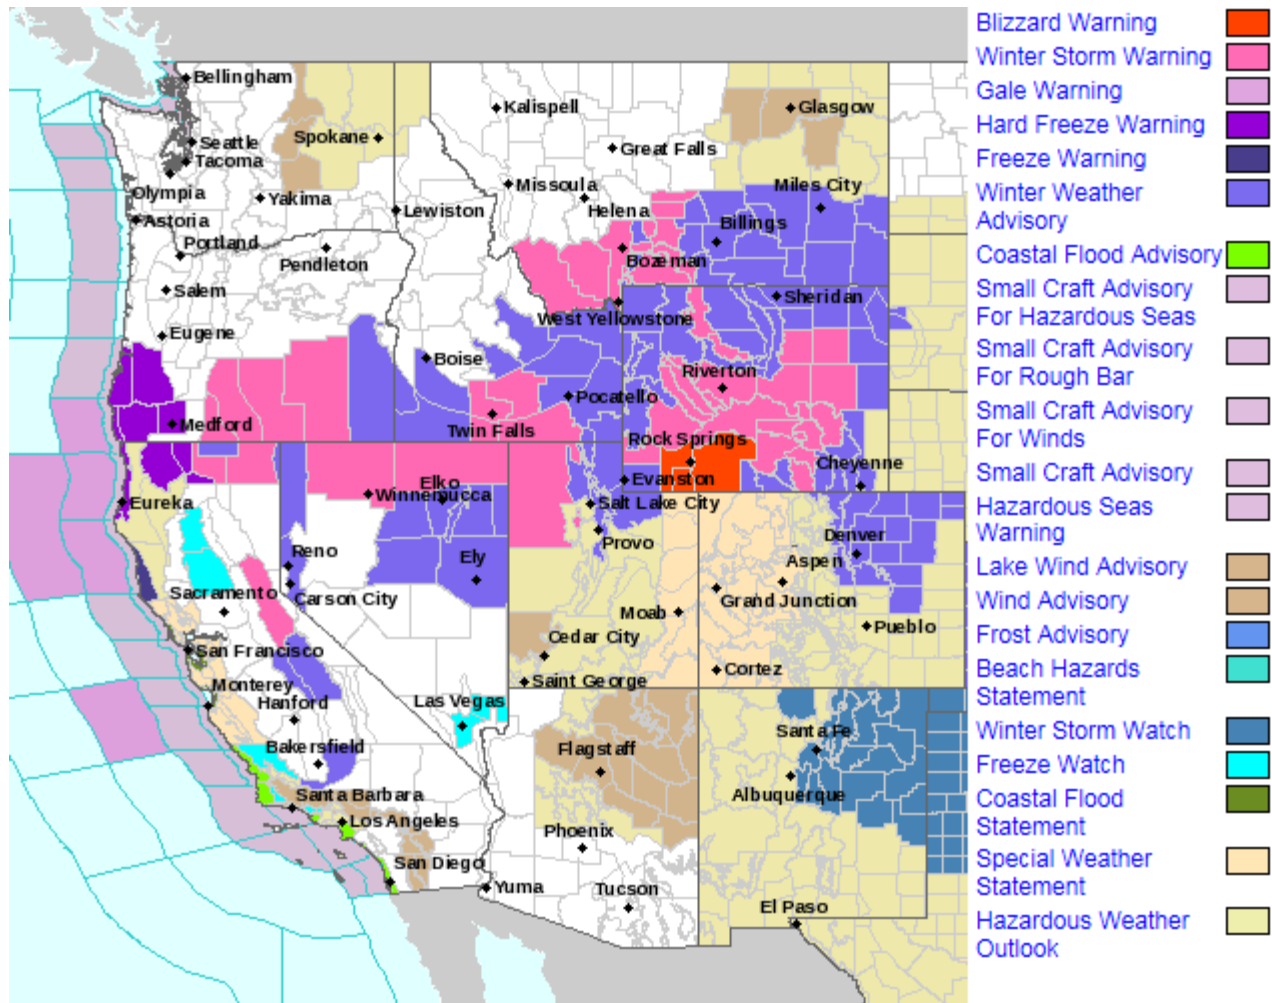 Bellingham
Seattle
Tacoma
Olympia
Astoria
Portland
Salem
Eugene
Medford
Yakima
Spokane
Pendleton
Lewiston
Kalispell
Great Falls
Missoula
Helena
Glasgow
Miles City
Billings
Bozeman
West Yellowstone
Sheridan
Boise
Pocatello
Twin Falls
Riverton
Rock Springs
Cheyenne
Evanston
Eureka
Elko
Winnemucca
Salt Lake City
Provo
Reno
Ely
Carson City
Sacramento
San Francisco
Monterey
Hanford
Bakersfield
Las Vegas
Santa Barbara
Los Angeles
San Diego
Denver
Aspen
Grand Junction
Moab
Pueblo
Cedar City
Saint George
Cortez
Flagstaff
Phoenix
Yuma
Tucson
Santa Fe
Albuquerque
El Paso
Blizzard Warning
Winter Storm Warning
Gale Warning
Hard Freeze Warning
Freeze Warning
Winter Weather
Advisory
Coastal Flood Advisory
Small Craft Advisory
For Hazardous Seas
Small Craft Advisory
For Rough Bar
Small Craft Advisory
For Winds
Small Craft Advisory
Hazardous Seas
Warning
Lake Wind Advisory
Wind Advisory
Frost Advisory
Beach Hazards
Statement
Winter Storm Watch
Freeze Watch
Coastal Flood
Statement
Special Weather
Statement
Hazardous Weather
Outlook